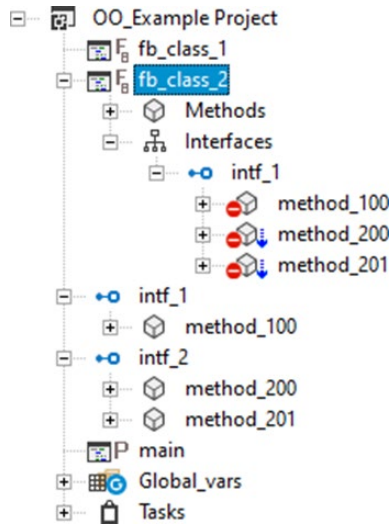 OO_Example Project
fb_class_1
fb_class_2
Methods
Interfaces
intf_1
method_100
method_200
method_201
intf_1
method_100
intf_2
method_200
method_201
P main
Global_vars
Tasks